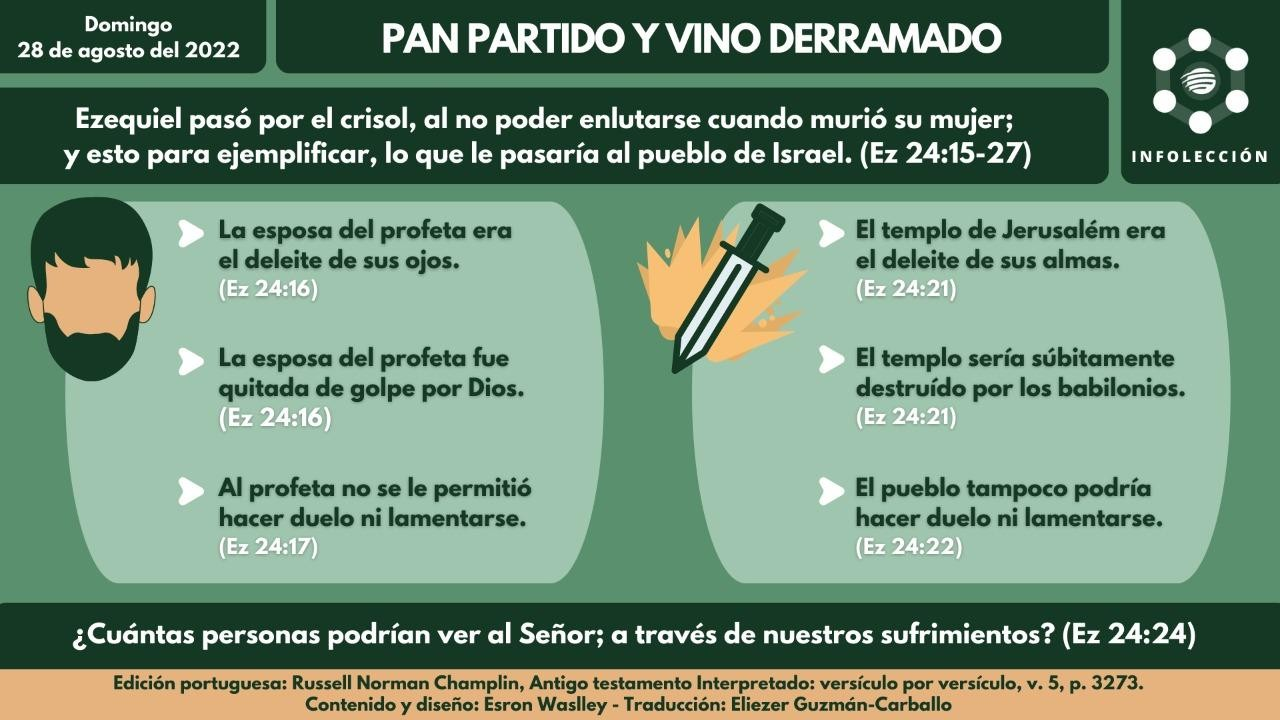 Domingo
28 de agosto del 2022
PAN PARTIDO Y VINO DERRAMADO
INFOLECCIÓN
Ezequiel pasó por el crisol, al no poder enlutarse cuando murió su mujer;
y esto para ejemplificar, lo que le pasaría al pueblo de Israel. (Ez 24:15-27)
La esposa del profeta era
el deleite de sus ojos.
(Ez 24:16)
La esposa del profeta fue
quitada de golpe por Dios.
(Ez 24:16)
Al profeta no se le permitió
hacer duelo ni lamentarse.
(Ez 24:17)
El templo de Jerusalém era
el deleite de sus almas.
(Ez 24:21)
El templo sería súbitamente
destruído por los babilonios.
(Ez 24:21)
El pueblo tampoco podría
hacer duelo ni lamentarse.
(Ez 24:22)
¿Cuántas personas podrían ver al Señor; a través de nuestros sufrimientos? (Ez 24:24)
Edición portuguesa: Russell Norman Champlin, Antigo testamento Interpretado: versículo por versículo, v. 5, p. 3273.
Contenido y diseño: Esron Waslley - Traducción: Eliezer Guzmán-Carballo